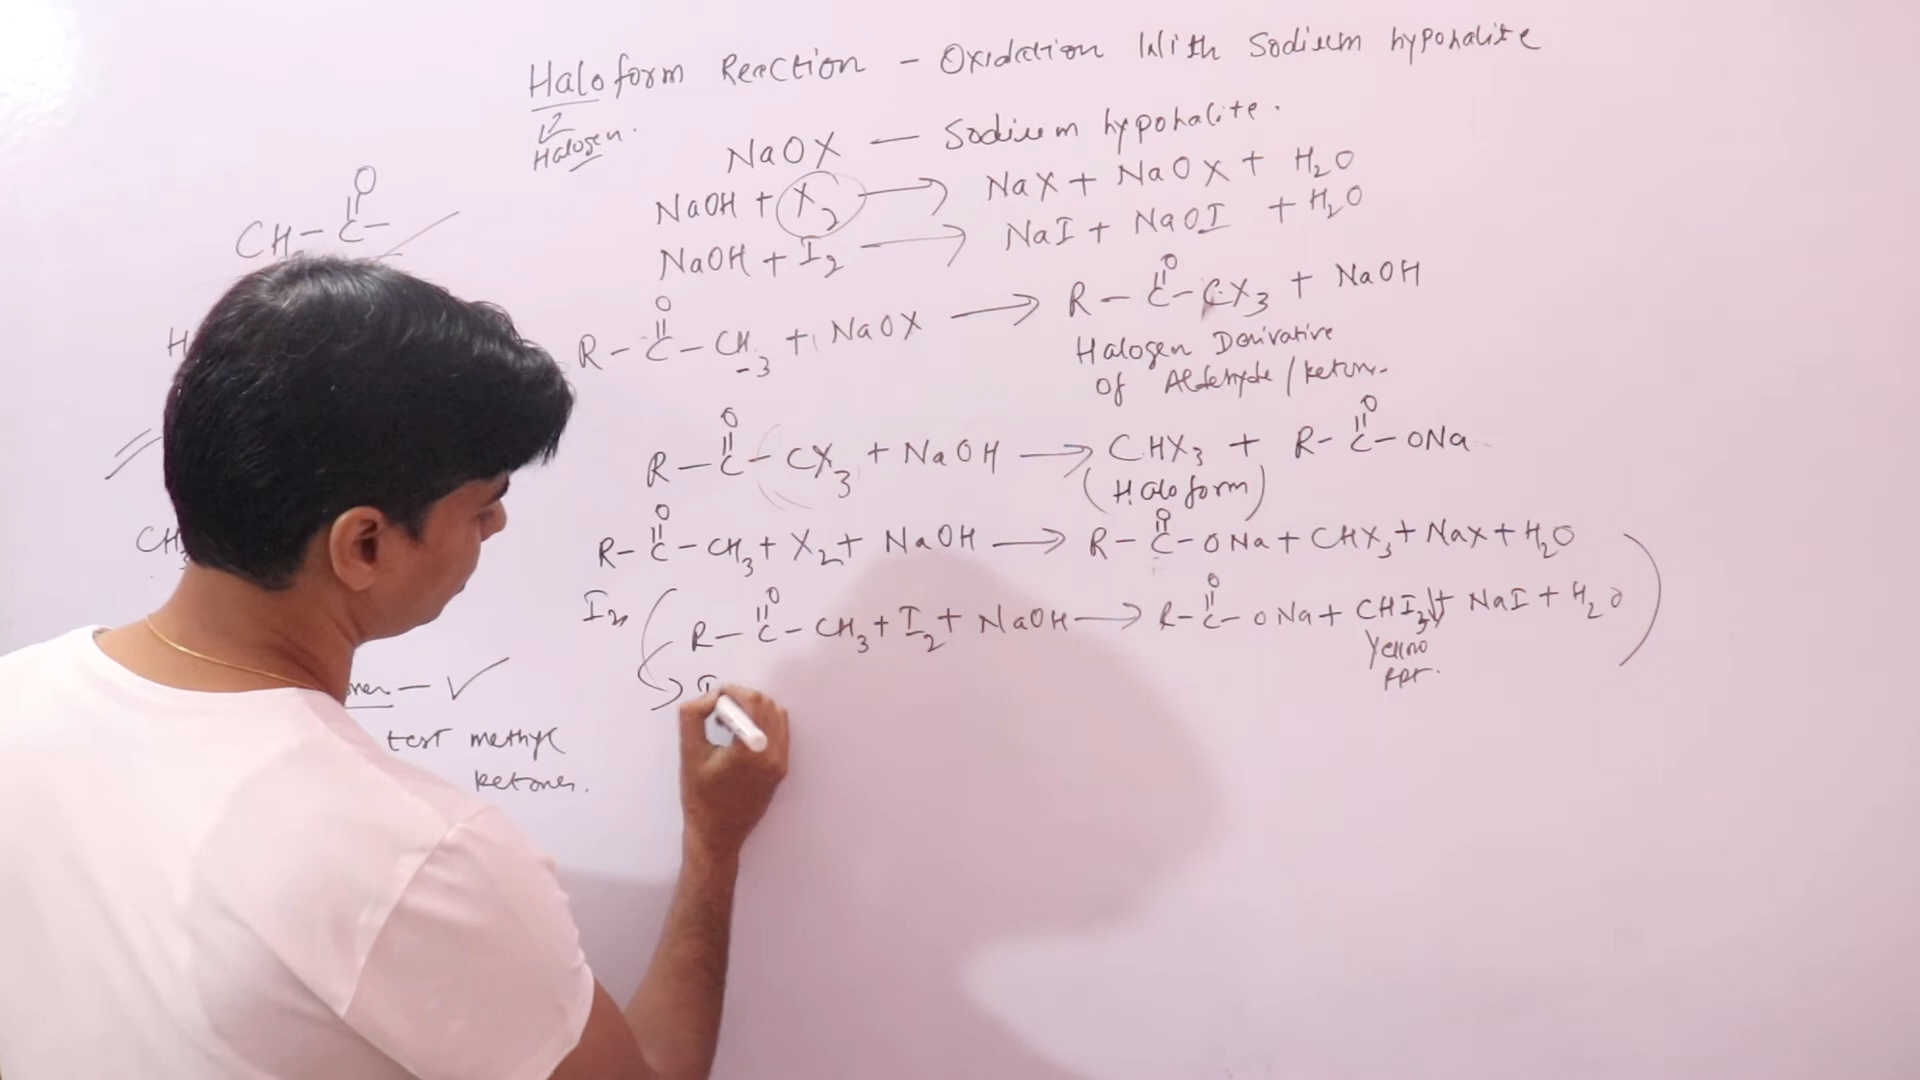 Haloform Reaction - Oxidation With Sodium hypohalite
Halogen.
NaOX — Sodium hypohalite.
NaOH + X2 → NaX + NaOX + H2O
NaOH + I2 → NaI + NaOI + H2O
O
CH - C -
O O
R - C - CH3 + NaOX → R - C - CX3 + NaOH
Halogen Derivative
of Aldehyde / ketone
O O
R - C - CX3 + NaOH → CHX3 + R - C - ONa
(Haloform)
O O
R - C - CH3 + X2 + NaOH → R - C - ONa + CHX3 + NaX + H2O
CH3
I2
O O
R - C - CH3 + I2 + NaOH → R - C - ONa + CHI3↓ + NaI + H2O
ppt.
✓
test methyl
ketones.